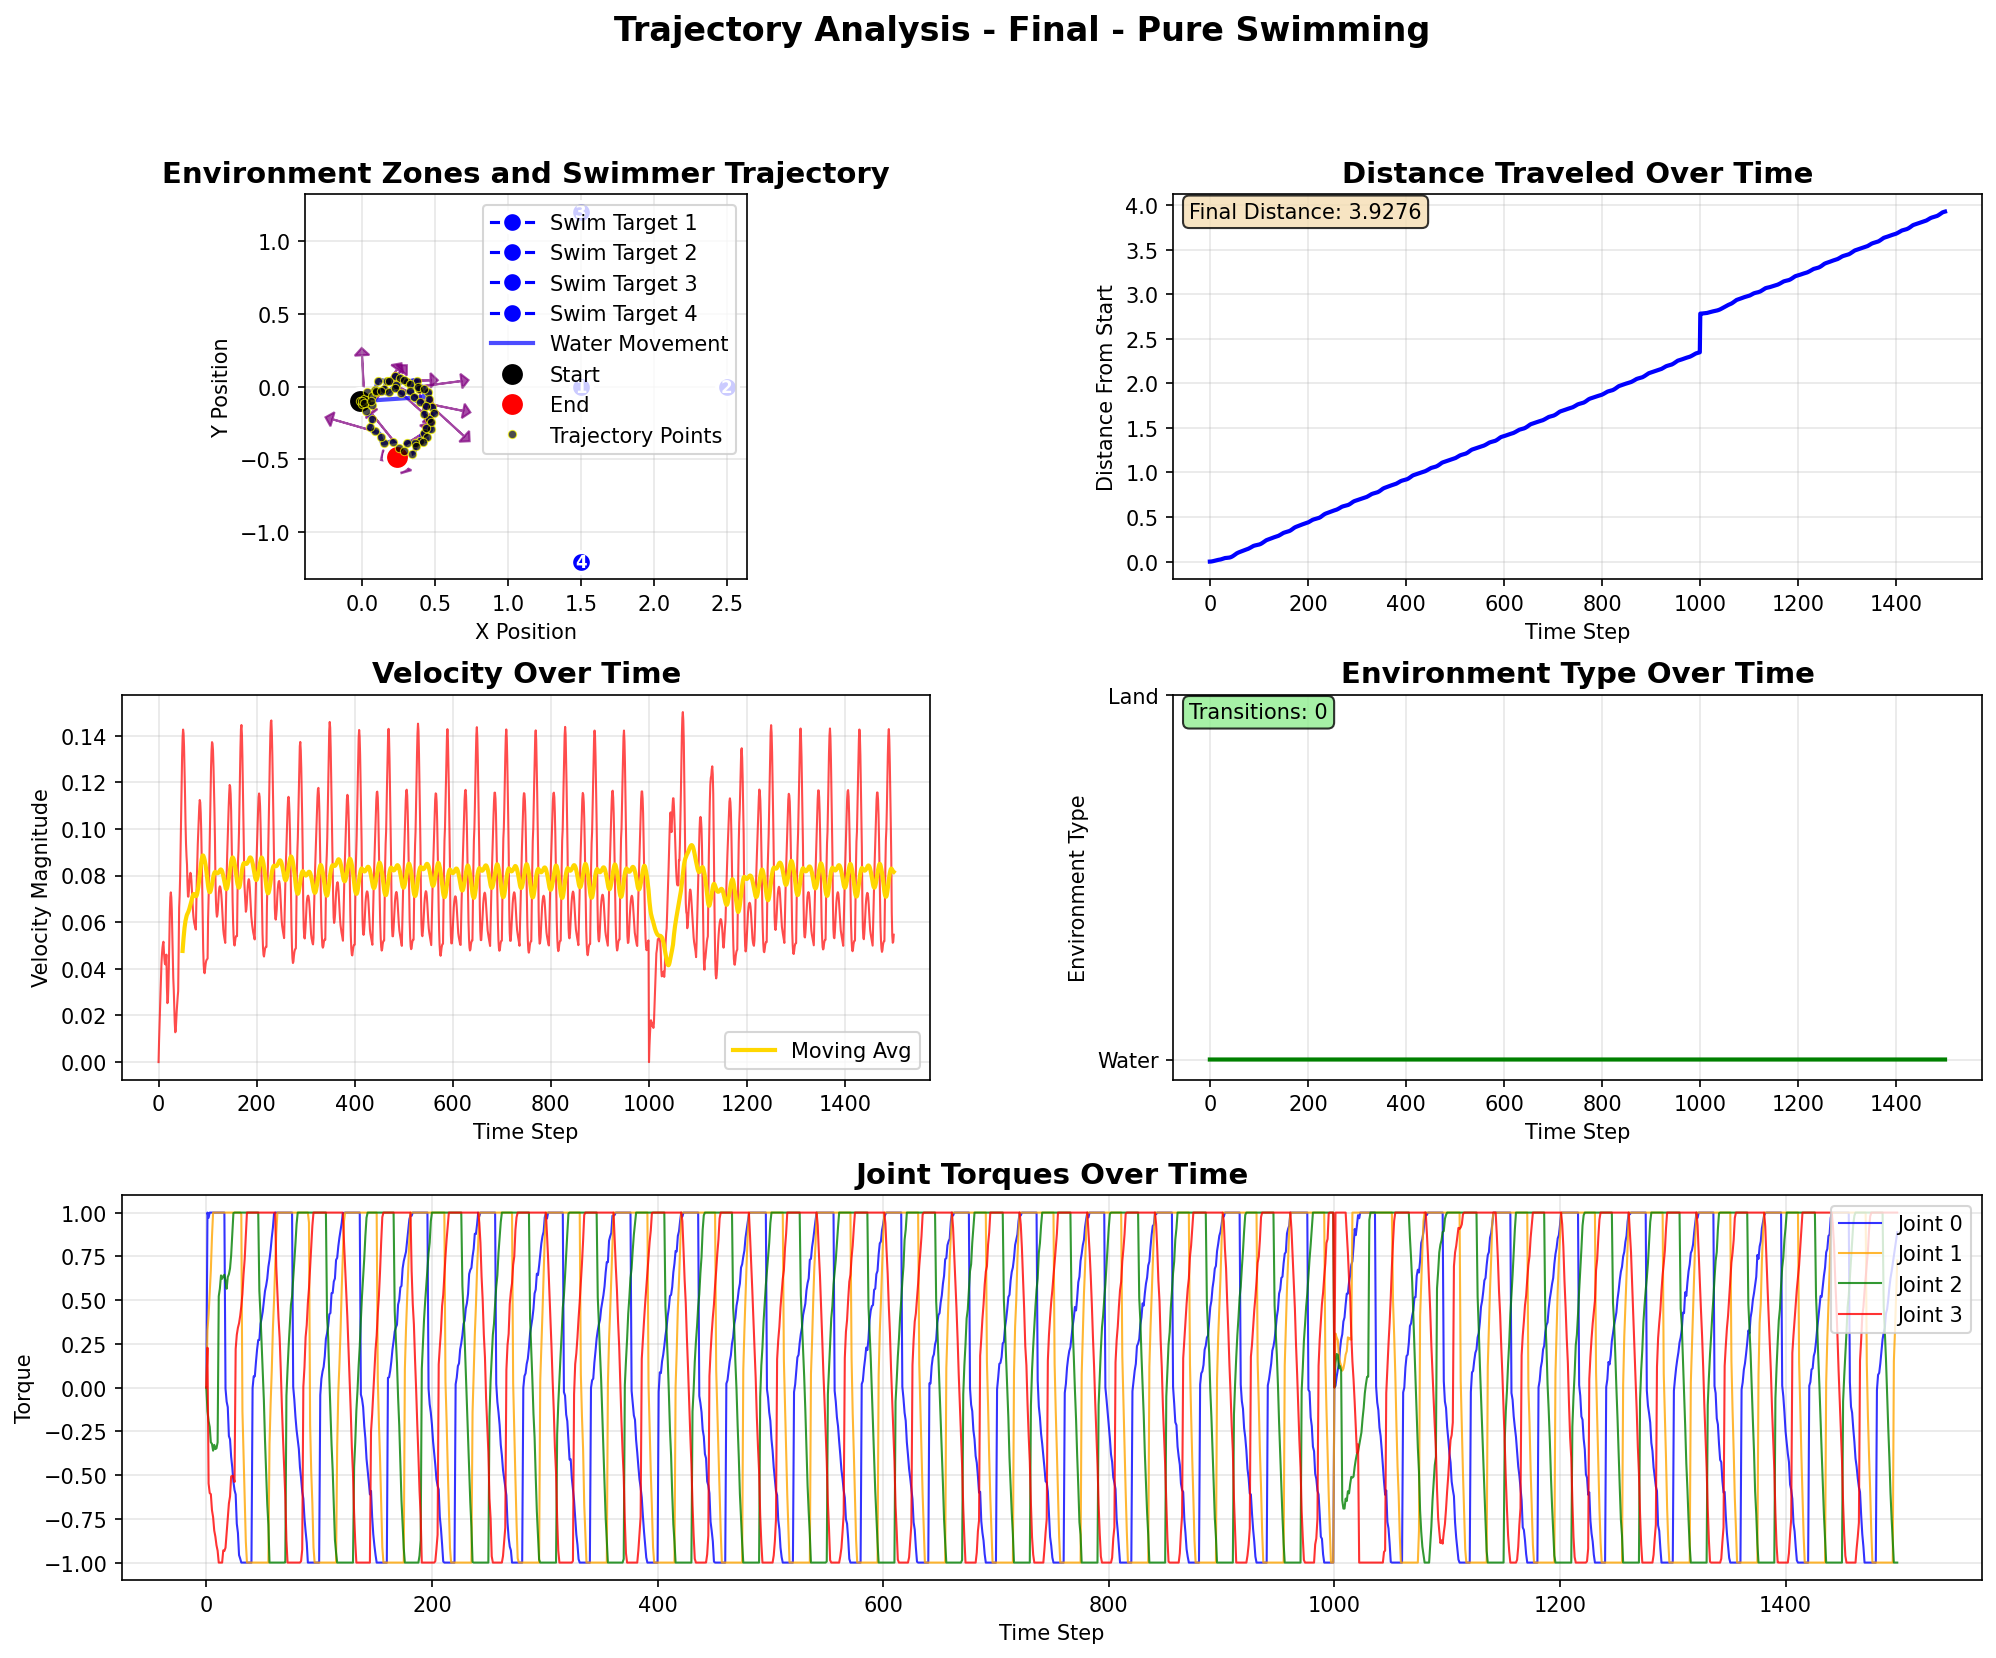 Trajectory Analysis - Final - Pure Swimming
Environment Zones and Swimmer Trajectory
Swim Target 1
Swim Target 2
Swim Target 3
Swim Target 4
Water Movement
Start
End
Trajectory Points
3
1
2
4
1.0
0.5
0.0
−0.5
−1.0
Y Position
0.0 0.5 1.0 1.5 2.0 2.5
X Position
Distance Traveled Over Time
Final Distance: 3.9276
4.0
3.5
3.0
2.5
2.0
1.5
1.0
0.5
0.0
Distance From Start
0 200 400 600 800 1000 1200 1400
Time Step
Velocity Over Time
0.14
0.12
0.10
0.08
0.06
0.04
0.02
0.00
Velocity Magnitude
Moving Avg
0 200 400 600 800 1000 1200 1400
Time Step
Environment Type Over Time
Land
Transitions: 0
Environment Type
Water
0 200 400 600 800 1000 1200 1400
Time Step
Joint Torques Over Time
1.00
0.75
0.50
0.25
0.00
−0.25
−0.50
−0.75
−1.00
Torque
Joint 0
Joint 1
Joint 2
Joint 3
0 200 400 600 800 1000 1200 1400
Time Step